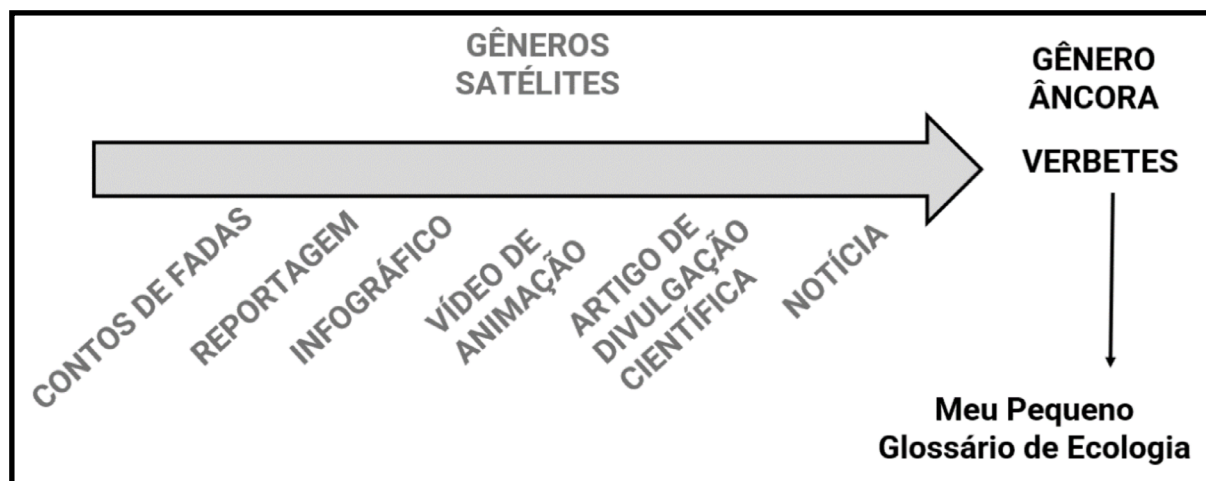 GÊNEROS
SATÉLITES
GÊNERO
ÂNCORA
VERBETES
CONTOS DE FADAS
REPORTAGEM
INFOGRÁFICO
VÍDEO DE
ANIMAÇÃO
ARTIGO DE
DIVULGAÇÃO
CIENTÍFICA
NOTÍCIA
Meu Pequeno
Glossário de Ecologia